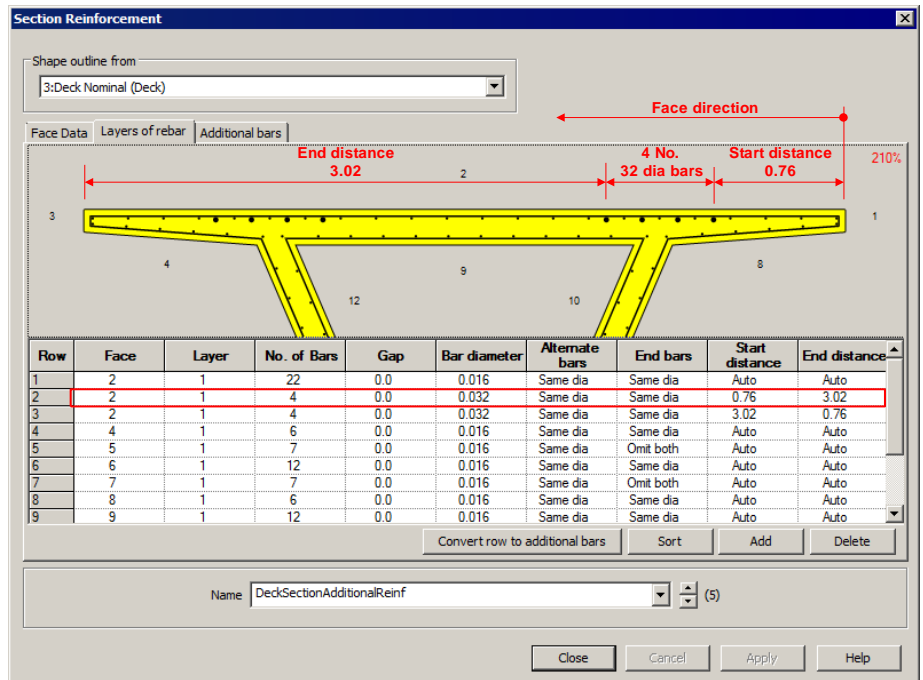 Section Reinforcement
Shape outline from
3:Deck Nominal (Deck)
Face Data Layers of rebar Additional bars
Face direction
210%
End distance
3.02
4 No.
32 dia bars
Start distance
0.76
2
3
1
4
9
8
12
10
Row Face Layer No. of Bars Gap Bar diameter Alternate bars End bars Start distance End distance
1 2 1 22 0.0 0.016 Same dia Same dia Auto Auto
2 2 1 4 0.0 0.032 Same dia Same dia 0.76 3.02
3 2 1 4 0.0 0.032 Same dia Same dia 3.02 0.76
4 4 1 6 0.0 0.016 Same dia Same dia Auto Auto
5 5 1 7 0.0 0.016 Same dia Omit both Auto Auto
6 6 1 12 0.0 0.016 Same dia Same dia Auto Auto
7 7 1 7 0.0 0.016 Same dia Omit both Auto Auto
8 8 1 6 0.0 0.016 Same dia Same dia Auto Auto
9 9 1 12 0.0 0.016 Same dia Same dia Auto Auto
Convert row to additional bars Sort Add Delete
Name DeckSectionAdditionalReinf (5)
Close Cancel Apply Help